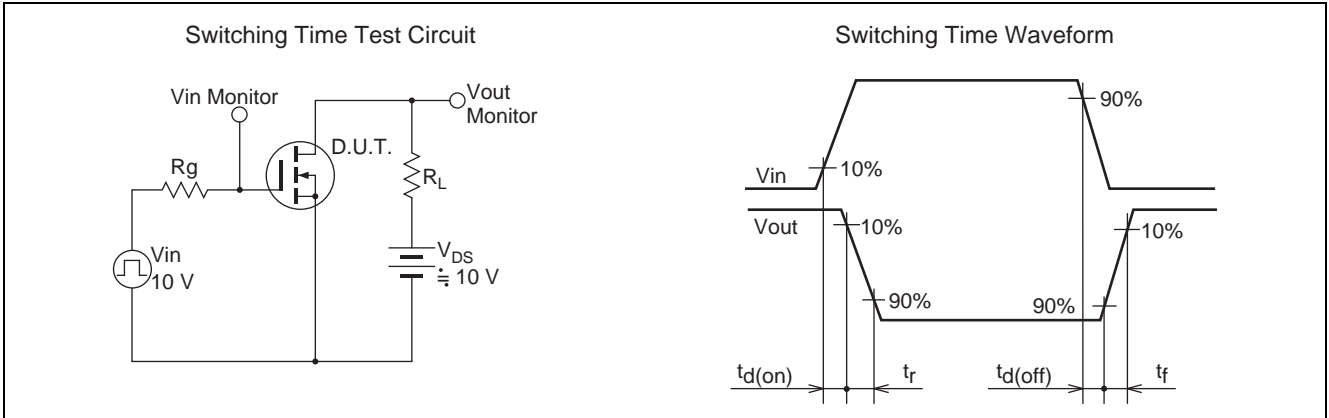 Switching Time Test Circuit
Vin Monitor
Vout
Monitor
D.U.T.
Rg
RL
Vin
10 V
VDS
≒ 10 V
Switching Time Waveform
90%
10%
Vin
Vout
10%
10%
90%
90%
td(on)
tr
td(off)
tf